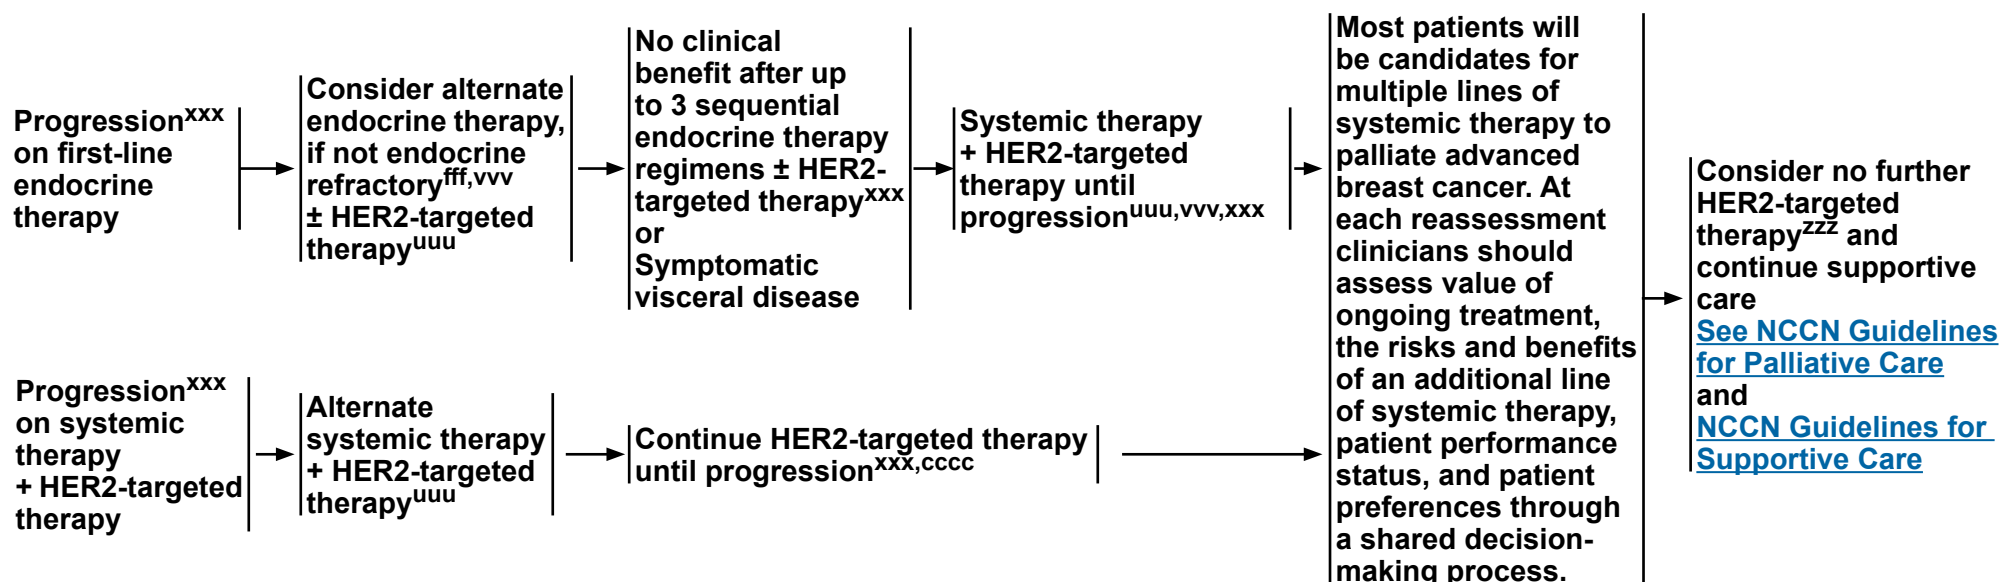 Progressionxxx
on first-line
endocrine
therapy
Consider alternate
endocrine therapy,
if not endocrine
refractoryfff,vvv
± HER2-targeted
therapyuuu
No clinical
benefit after up
to 3 sequential
endocrine therapy
regimens ± HER2-
targeted therapyxxx
or
Symptomatic
visceral disease
Systemic therapy
+ HER2-targeted
therapy until
progressionuuu,vvv,xxx
Progressionxxx
on systemic
therapy
+ HER2-targeted
therapy
Alternate
systemic therapy
+ HER2-targeted
therapyuuu
Continue HER2-targeted therapy
until progressionxxx,cccc
Most patients will
be candidates for
multiple lines of
systemic therapy to
palliate advanced
breast cancer. At
each reassessment
clinicians should
assess value of
ongoing treatment,
the risks and benefits
of an additional line
of systemic therapy,
patient performance
status, and patient
preferences through
a shared decision-
making process.
Consider no further
HER2-targeted
therapyzzz and
continue supportive
care
See NCCN Guidelines
for Palliative Care
and
NCCN Guidelines for
Supportive Care